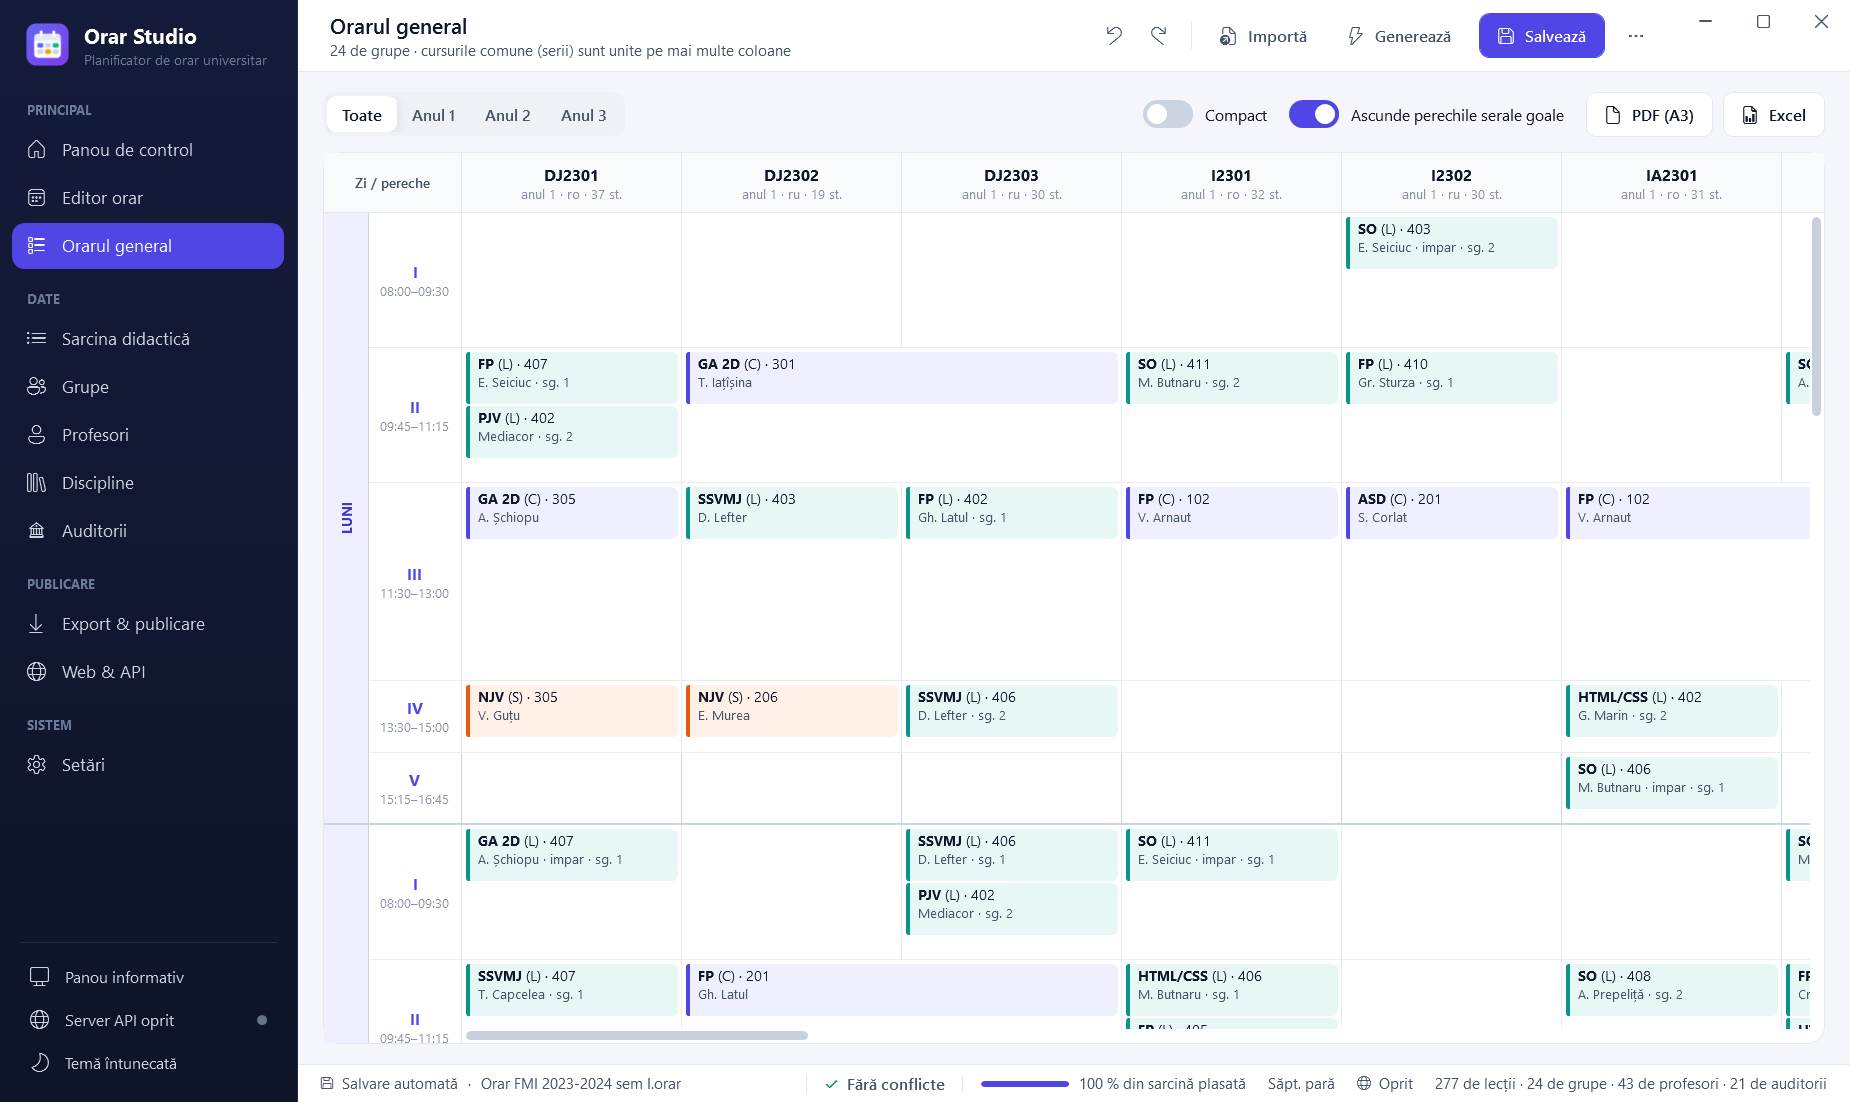 Orar Studio
Planificator de orar universitar
PRINCIPAL
Panou de control
Editor orar
Orarul general
DATE
Sarcina didactică
Grupe
Profesori
Discipline
Auditorii
PUBLICARE
Export & publicare
Web & API
SISTEM
Setări
Panou informativ
Server API oprit
Temă întunecată
Orarul general
24 de grupe · cursurile comune (serii) sunt unite pe mai multe coloane
Importă
Generează
Salvează
Toate
Anul 1
Anul 2
Anul 3
Compact
Ascunde perechile serale goale
PDF (A3)
Excel
Zi / pereche
DJ2301
anul 1 · ro · 37 st.
DJ2302
anul 1 · ru · 19 st.
DJ2303
anul 1 · ru · 30 st.
I2301
anul 1 · ro · 32 st.
I2302
anul 1 · ru · 30 st.
IA2301
anul 1 · ro · 31 st.
LUNI
I
08:00–09:30
SO (L) · 403
E. Seiciuc · impar · sg. 2
II
09:45–11:15
FP (L) · 407
E. Seiciuc · sg. 1
PJV (L) · 402
Mediacor · sg. 2
GA 2D (C) · 301
T. Iațîșina
SO (L) · 411
M. Butnaru · sg. 2
FP (L) · 410
Gr. Sturza · sg. 1
A.
III
11:30–13:00
GA 2D (C) · 305
A. Șchiopu
SSVMJ (L) · 403
D. Lefter
FP (L) · 402
Gh. Latul · sg. 1
FP (C) · 102
V. Arnaut
ASD (C) · 201
S. Corlat
FP (C) · 102
V. Arnaut
IV
13:30–15:00
NJV (S) · 305
V. Guțu
NJV (S) · 206
E. Murea
SSVMJ (L) · 406
D. Lefter · sg. 2
HTML/CSS (L) · 402
G. Marin · sg. 2
V
15:15–16:45
SO (L) · 406
M. Butnaru · impar · sg. 1
I
08:00–09:30
GA 2D (L) · 407
A. Șchiopu · impar · sg. 1
SSVMJ (L) · 406
D. Lefter · sg. 1
PJV (L) · 402
Mediacor · sg. 2
SO (L) · 411
E. Seiciuc · impar · sg. 1
M
II
09:45–11:15
SSVMJ (L) · 407
T. Capcelea · sg. 1
FP (C) · 201
Gh. Latul
HTML/CSS (L) · 406
M. Butnaru · sg. 1
SO (L) · 408
A. Prepeliță · sg. 2
Salvare automată · Orar FMI 2023-2024 sem I.orar
Fără conflicte
100 % din sarcină plasată
Săpt. pară
Oprit
277 de lecții · 24 de grupe · 43 de profesori · 21 de auditorii